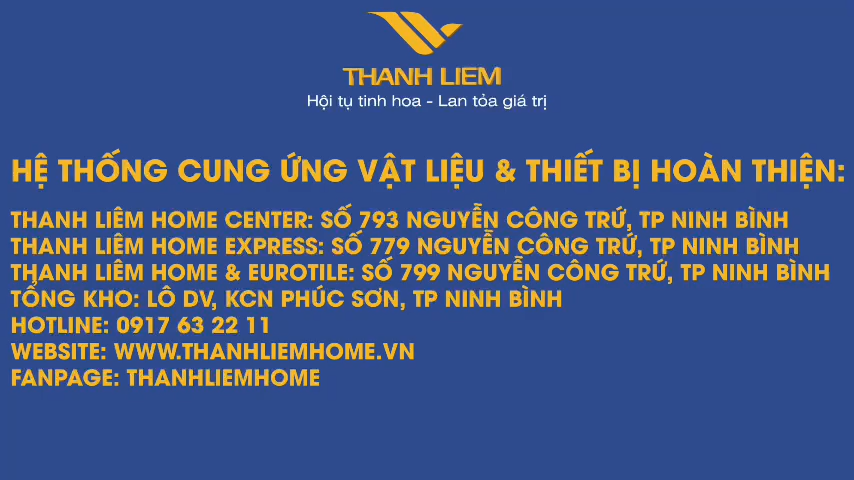 THANH LIEM
Hội tụ tinh hoa - Lan tỏa giá trị
HỆ THỐNG CUNG ỨNG VẬT LIỆU & THIẾT BỊ HOÀN THIỆN:
THANH LIÊM HOME CENTER: SỐ 793 NGUYỄN CÔNG TRỨ, TP NINH BÌNH
THANH LIÊM HOME EXPRESS: SỐ 779 NGUYỄN CÔNG TRỨ, TP NINH BÌNH
THANH LIÊM HOME & EUROTILE: SỐ 799 NGUYỄN CÔNG TRỨ, TP NINH BÌNH
TỔNG KHO: LÔ DV, KCN PHÚC SƠN, TP NINH BÌNH
HOTLINE: 0917 63 22 11
WEBSITE: WWW.THANHLIEMHOME.VN
FANPAGE: THANHLIEMHOME